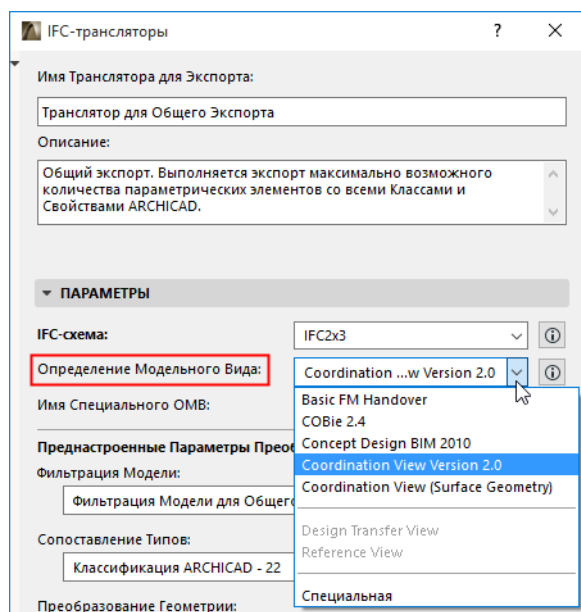 IFC-трансляторы
Имя Транслятора для Экспорта:
Транслятор для Общего Экспорта
Описание:
Общий экспорт. Выполняется экспорт максимально возможного
количества параметрических элементов со всеми Классами и
Свойствами ARCHICAD.
ПАРАМЕТРЫ
IFC-схема:
IFC2x3
Определение Модельного Вида:
Coordination ...w Version 2.0
Имя Специального ОМВ:
Basic FM Handover
COBie 2.4
Concept Design BIM 2010
Coordination View Version 2.0
Coordination View (Surface Geometry)
Design Transfer View
Reference View
Специальная
Преднастроенные Параметры Преоб
Фильтрация Модели:
Фильтрация Модели для Общег
Сопоставление Типов:
Классификация ARCHICAD - 22
Преобразование Геометрии: